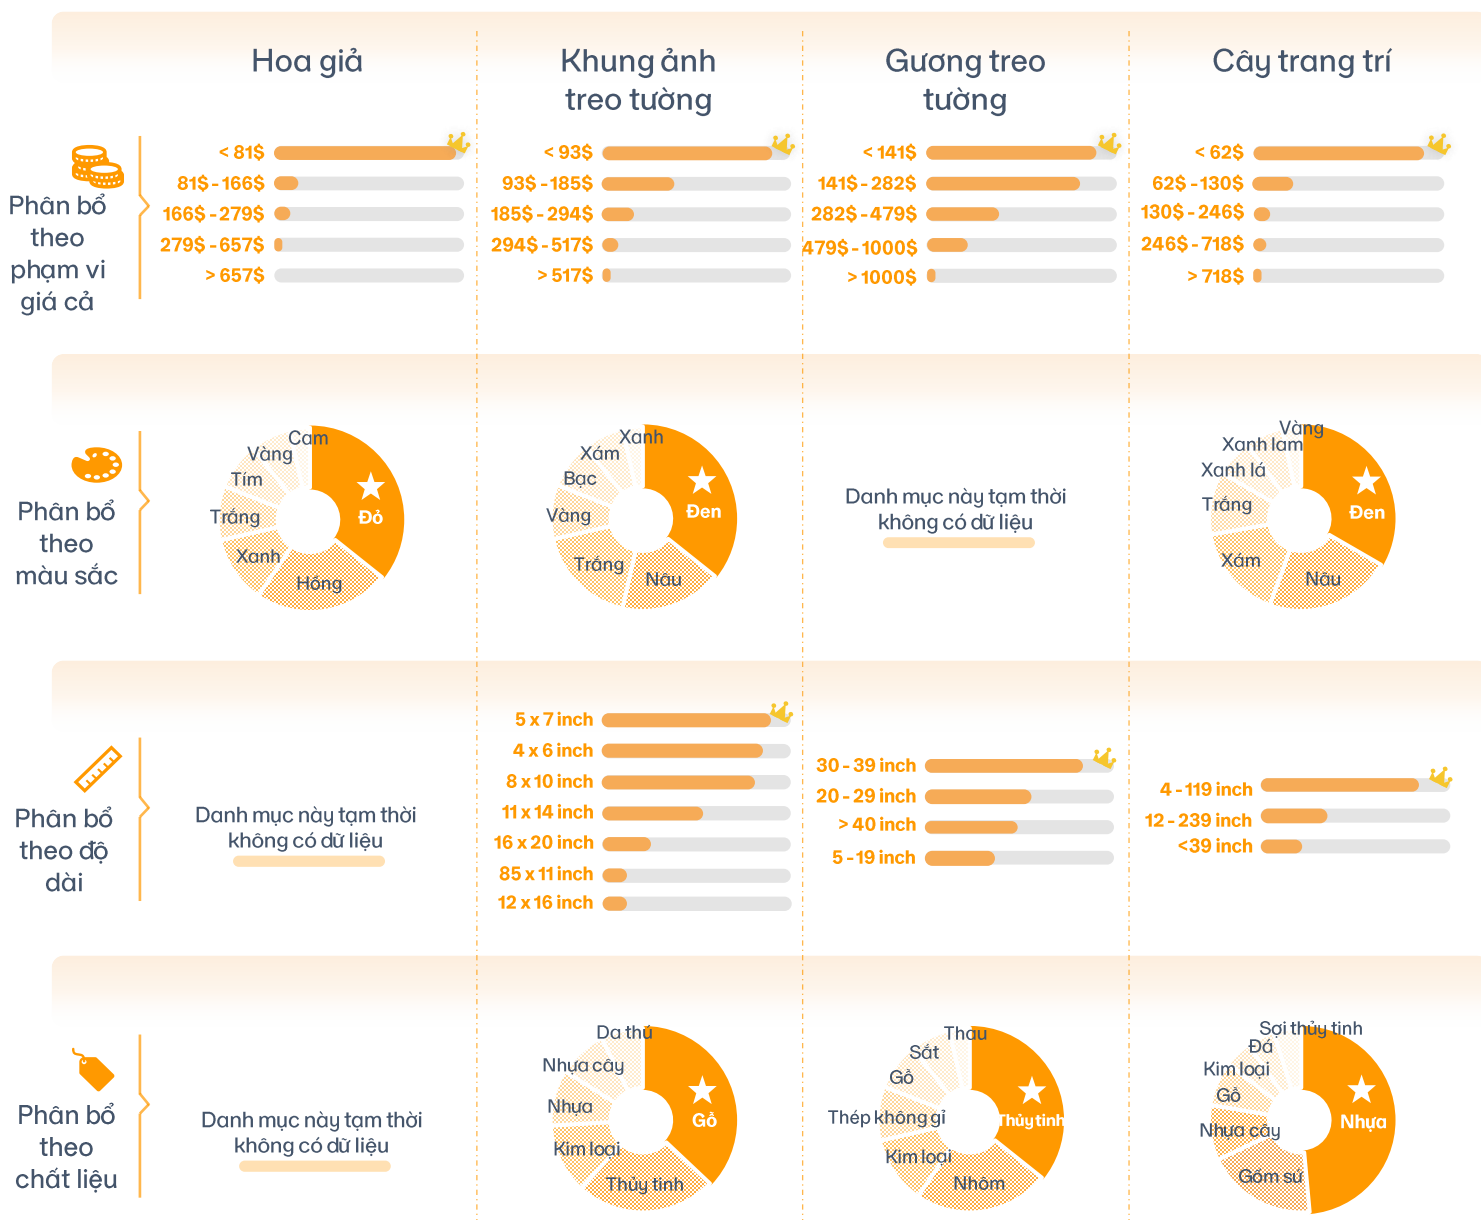 Hoa giả
Khung ảnh
treo tường
Gương treo
tường
Cây trang trí
Phân bổ
theo
phạm vi
giá cả
< 81$
81$ - 166$
166$ - 279$
279$ - 657$
> 657$
< 93$
93$ - 185$
185$ - 294$
294$ - 517$
> 517$
< 141$
141$ - 282$
282$ - 479$
479$ - 1000$
> 1000$
< 62$
62$ - 130$
130$ - 246$
246$ - 718$
> 718$
Phân bổ
theo
màu sắc
Cam
Vàng
Tím
Trắng
Xanh
Hồng
Đỏ
Xanh
Xám
Bạc
Vàng
Trắng
Nâu
Đen
Danh mục này tạm thời
không có dữ liệu
Vàng
Xanh lam
Xanh lá
Trắng
Xám
Nâu
Đen
Phân bổ
theo độ
dài
Danh mục này tạm thời
không có dữ liệu
5 x 7 inch
4 x 6 inch
8 x 10 inch
11 x 14 inch
16 x 20 inch
85 x 11 inch
12 x 16 inch
30 - 39 inch
20 - 29 inch
> 40 inch
5 - 19 inch
4 - 119 inch
12 - 239 inch
<39 inch
Phân bổ
theo
chất liệu
Danh mục này tạm thời
không có dữ liệu
Da thú
Nhựa cây
Nhựa
Kim loại
Thủy tinh
Gỗ
Thau
Sắt
Gỗ
Thép không gỉ
Kim loại
Nhôm
Thủy tinh
Sợi thủy tinh
Đá
Kim loại
Gỗ
Nhựa cây
Gốm sứ
Nhựa